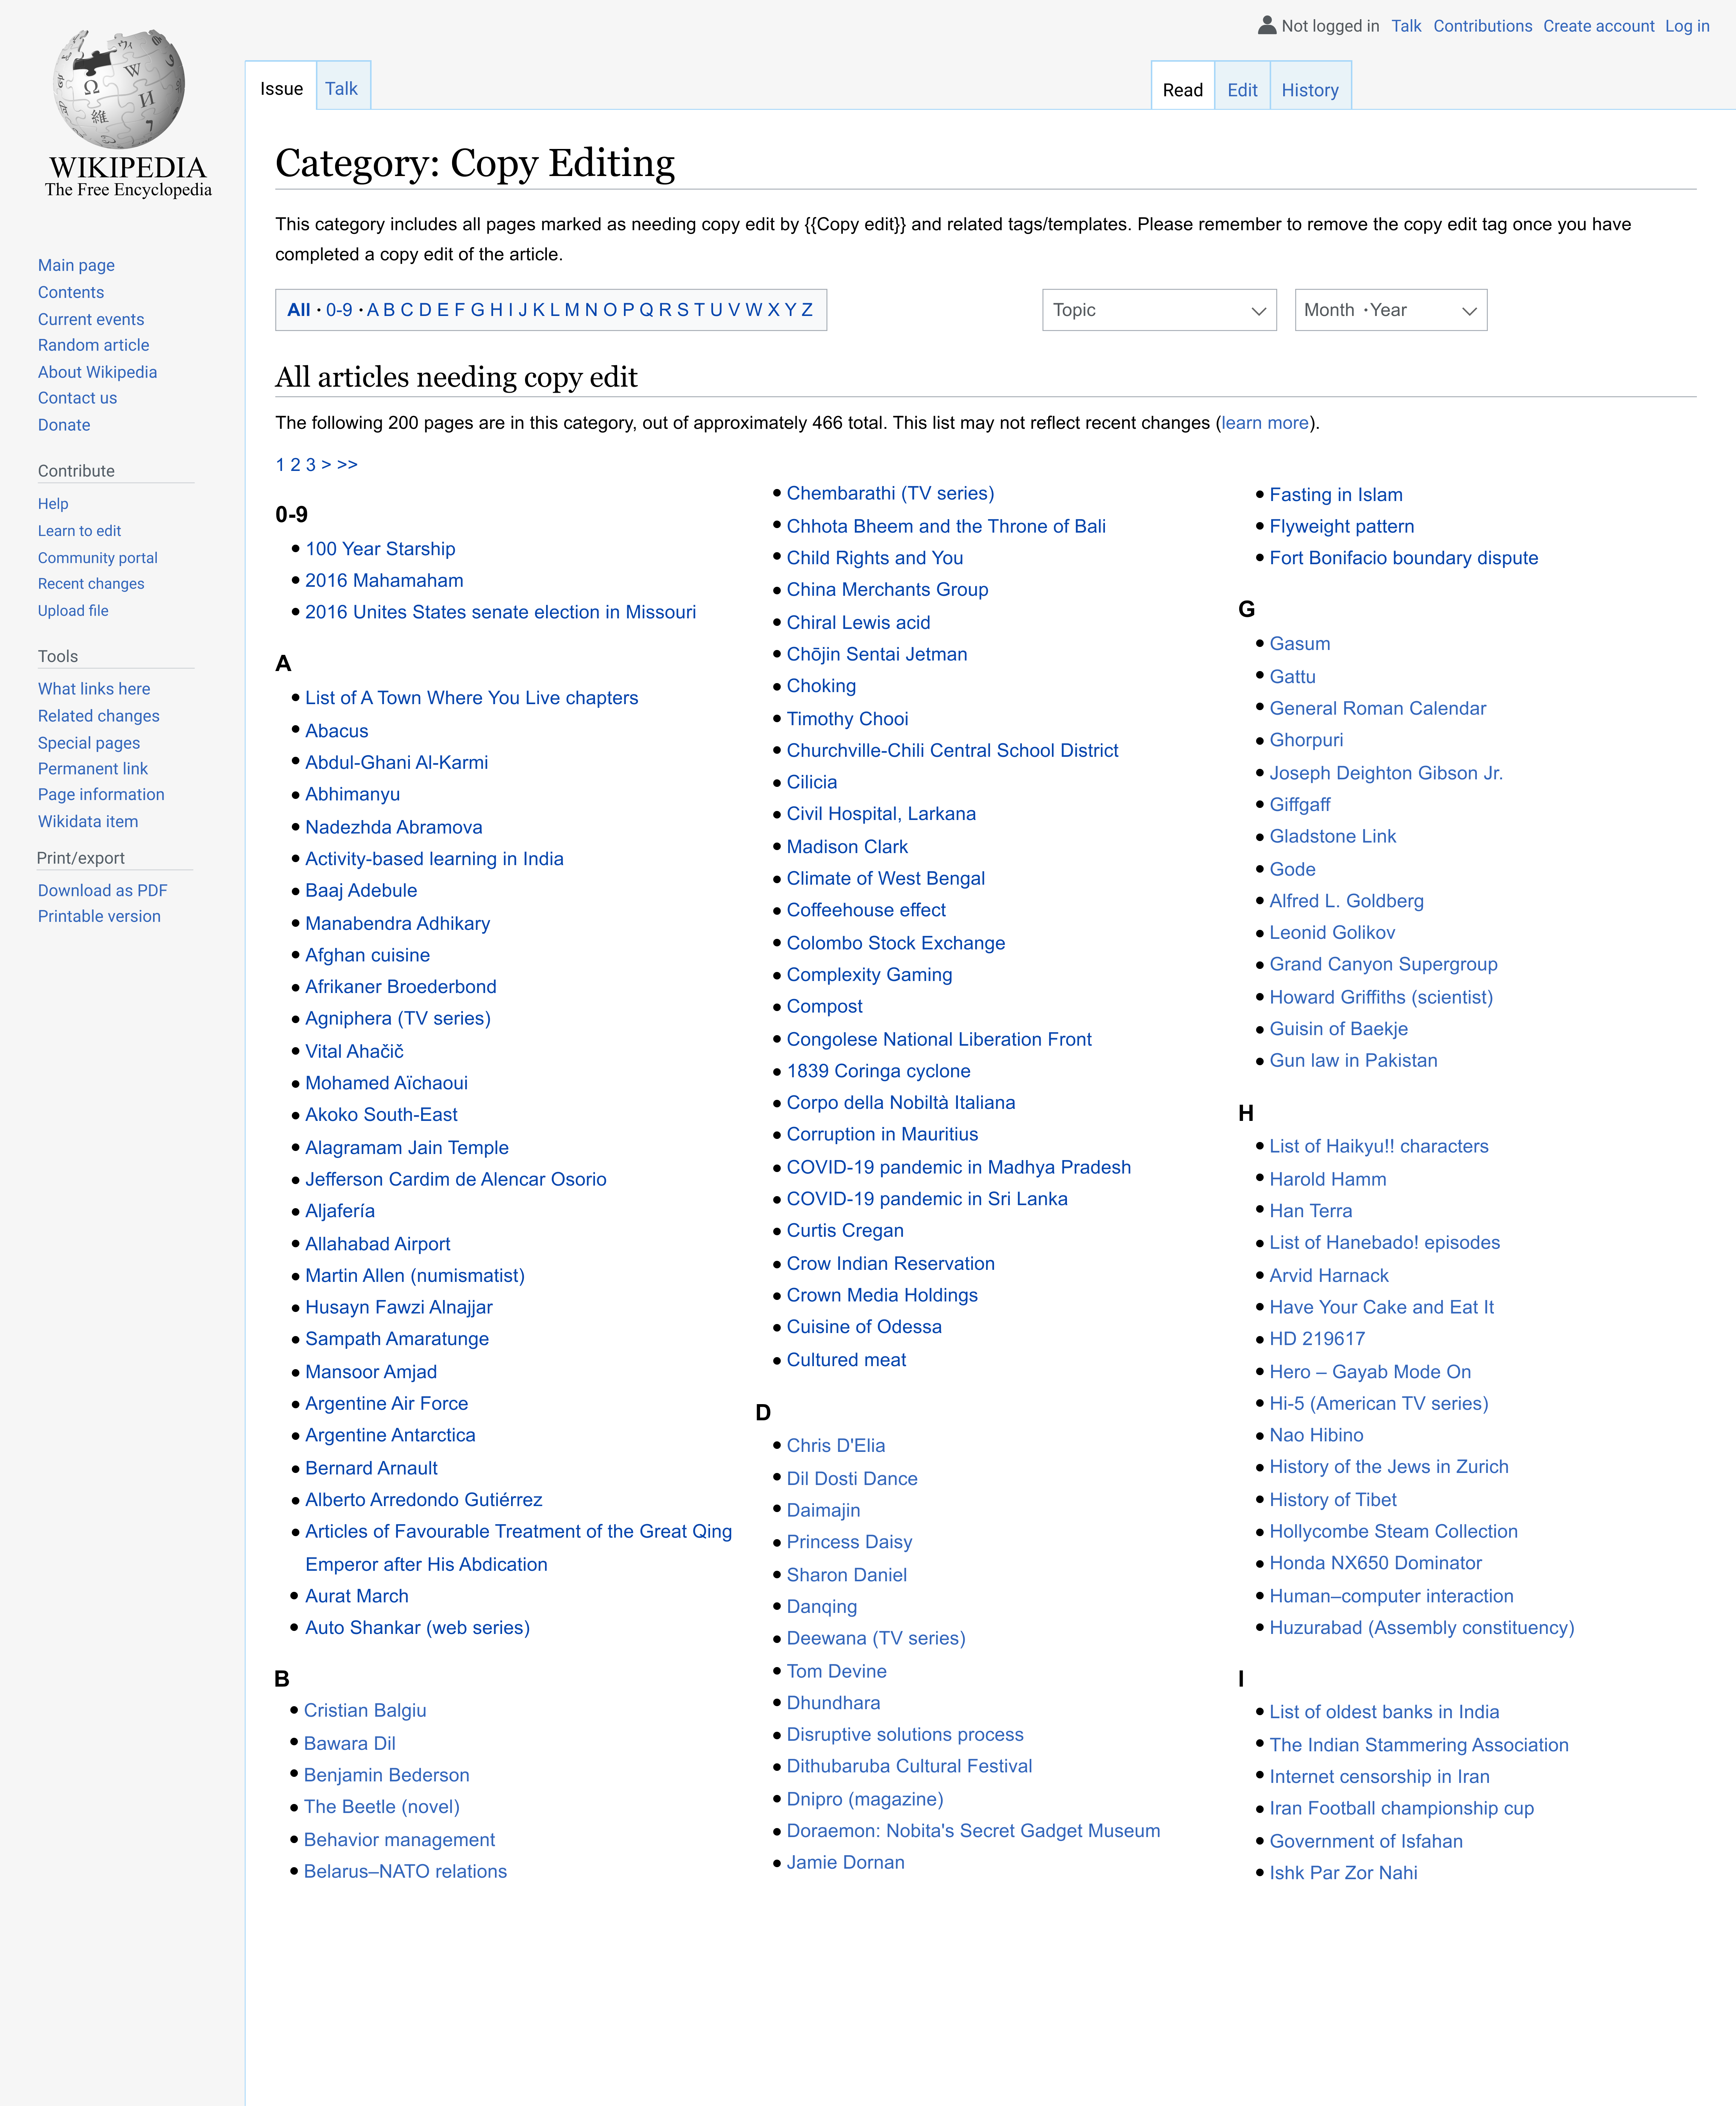 Not logged in Talk Contributions Create account Log in
WIKIPEDIA
The Free Encyclopedia
Main page
Contents
Current events
Random article
About Wikipedia
Contact us
Donate
Contribute
Help
Learn to edit
Community portal
Recent changes
Upload file
Tools
What links here
Related changes
Special pages
Permanent link
Page information
Wikidata item
Print/export
Download as PDF
Printable version
Issue Talk
Read Edit History
Category: Copy Editing
This category includes all pages marked as needing copy edit by {{Copy edit}} and related tags/templates. Please remember to remove the copy edit tag once you have
completed a copy edit of the article.
All · 0-9 · A B C D E F G H I J K L M N O P Q R S T U V W X Y Z
Topic
Month · Year
All articles needing copy edit
The following 200 pages are in this category, out of approximately 466 total. This list may not reflect recent changes (learn more).
1 2 3 > >>
0-9
• 100 Year Starship
• 2016 Mahamaham
• 2016 Unites States senate election in Missouri
A
• List of A Town Where You Live chapters
• Abacus
• Abdul-Ghani Al-Karmi
• Abhimanyu
• Nadezhda Abramova
• Activity-based learning in India
• Baaj Adebule
• Manabendra Adhikary
• Afghan cuisine
• Afrikaner Broederbond
• Agniphera (TV series)
• Vital Ahačič
• Mohamed Aïchaoui
• Akoko South-East
• Alagramam Jain Temple
• Jefferson Cardim de Alencar Osorio
• Aljafería
• Allahabad Airport
• Martin Allen (numismatist)
• Husayn Fawzi Alnajjar
• Sampath Amaratunge
• Mansoor Amjad
• Argentine Air Force
• Argentine Antarctica
• Bernard Arnault
• Alberto Arredondo Gutiérrez
• Articles of Favourable Treatment of the Great Qing
Emperor after His Abdication
• Aurat March
• Auto Shankar (web series)
B
• Cristian Balgiu
• Bawara Dil
• Benjamin Bederson
• The Beetle (novel)
• Behavior management
• Belarus–NATO relations
• Chembarathi (TV series)
• Chhota Bheem and the Throne of Bali
• Child Rights and You
• China Merchants Group
• Chiral Lewis acid
• Chōjin Sentai Jetman
• Choking
• Timothy Chooi
• Churchville-Chili Central School District
• Cilicia
• Civil Hospital, Larkana
• Madison Clark
• Climate of West Bengal
• Coffeehouse effect
• Colombo Stock Exchange
• Complexity Gaming
• Compost
• Congolese National Liberation Front
• 1839 Coringa cyclone
• Corpo della Nobiltà Italiana
• Corruption in Mauritius
• COVID-19 pandemic in Madhya Pradesh
• COVID-19 pandemic in Sri Lanka
• Curtis Cregan
• Crow Indian Reservation
• Crown Media Holdings
• Cuisine of Odessa
• Cultured meat
D
• Chris D'Elia
• Dil Dosti Dance
• Daimajin
• Princess Daisy
• Sharon Daniel
• Danqing
• Deewana (TV series)
• Tom Devine
• Dhundhara
• Disruptive solutions process
• Dithubaruba Cultural Festival
• Dnipro (magazine)
• Doraemon: Nobita's Secret Gadget Museum
• Jamie Dornan
• Fasting in Islam
• Flyweight pattern
• Fort Bonifacio boundary dispute
G
• Gasum
• Gattu
• General Roman Calendar
• Ghorpuri
• Joseph Deighton Gibson Jr.
• Giffgaff
• Gladstone Link
• Gode
• Alfred L. Goldberg
• Leonid Golikov
• Grand Canyon Supergroup
• Howard Griffiths (scientist)
• Guisin of Baekje
• Gun law in Pakistan
H
• List of Haikyu!! characters
• Harold Hamm
• Han Terra
• List of Hanebado! episodes
• Arvid Harnack
• Have Your Cake and Eat It
• HD 219617
• Hero – Gayab Mode On
• Hi-5 (American TV series)
• Nao Hibino
• History of the Jews in Zurich
• History of Tibet
• Hollycombe Steam Collection
• Honda NX650 Dominator
• Human–computer interaction
• Huzurabad (Assembly constituency)
I
• List of oldest banks in India
• The Indian Stammering Association
• Internet censorship in Iran
• Iran Football championship cup
• Government of Isfahan
• Ishk Par Zor Nahi